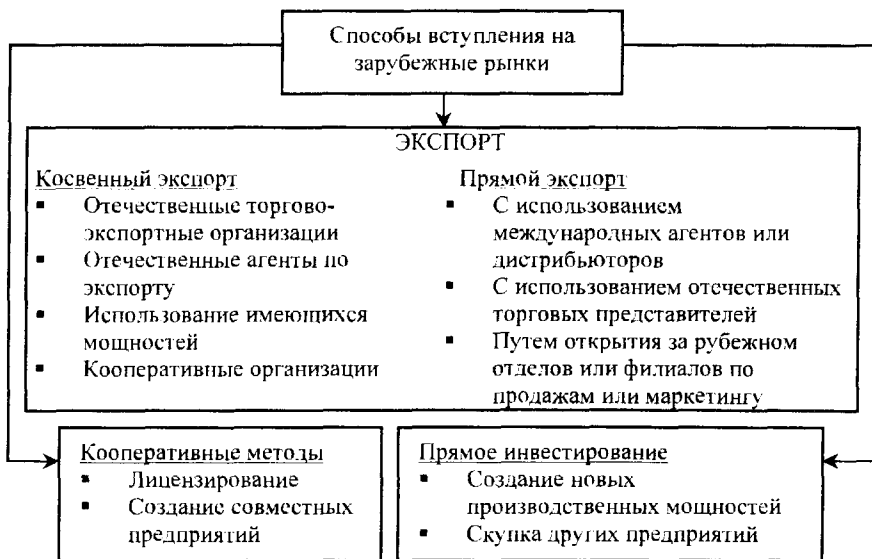 Способы вступления на
зарубежные рынки
ЭКСПОРТ
Косвенный экспорт
▪ Отечественные торгово-
экспортные организации
▪ Отечественные агенты по
экспорту
▪ Использование имеющихся
мощностей
▪ Кооперативные организации
Прямой экспорт
▪ С использованием
международных агентов или
дистрибьюторов
▪ С использованием отечественных
торговых представителей
▪ Путем открытия за рубежном
отделов или филиалов по
продажам или маркетингу
Кооперативные методы
▪ Лицензирование
▪ Создание совместных
предприятий
Прямое инвестирование
▪ Создание новых
производственных мощностей
▪ Скупка других предприятий